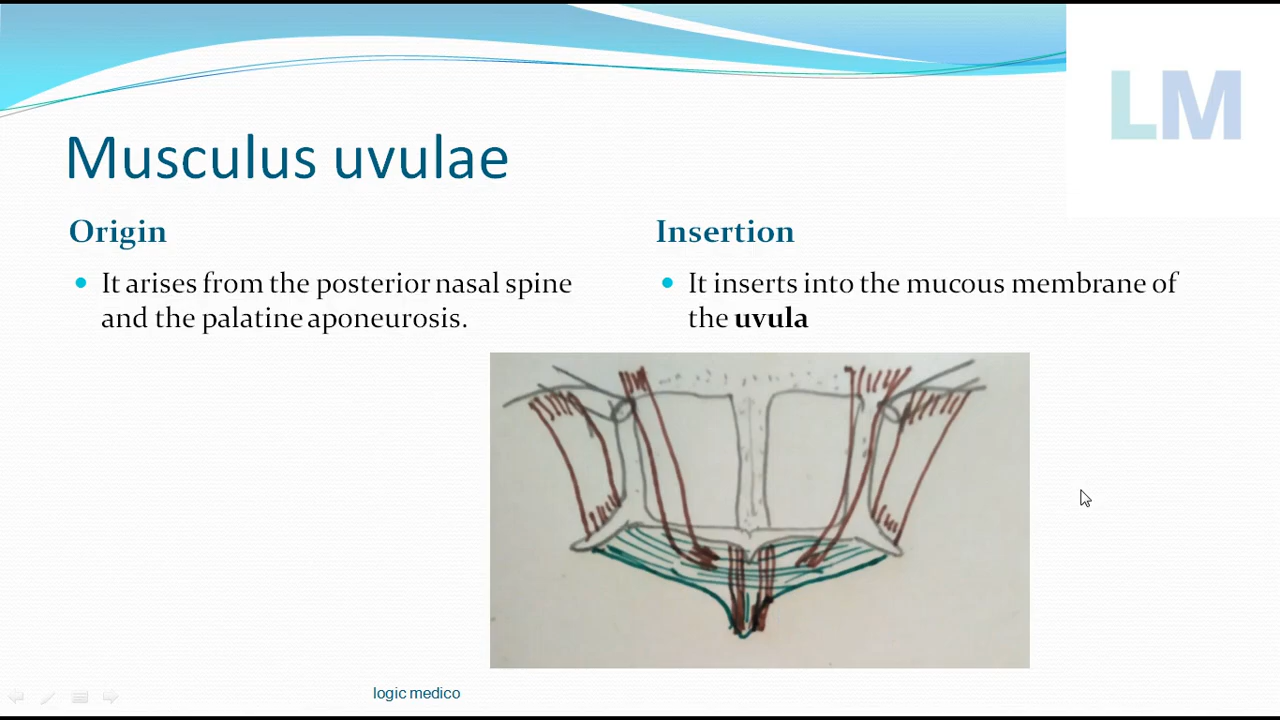 LM
Musculus uvulae
Origin
It arises from the posterior nasal spine
and the palatine aponeurosis.
Insertion
It inserts into the mucous membrane of
the uvula
logic medico